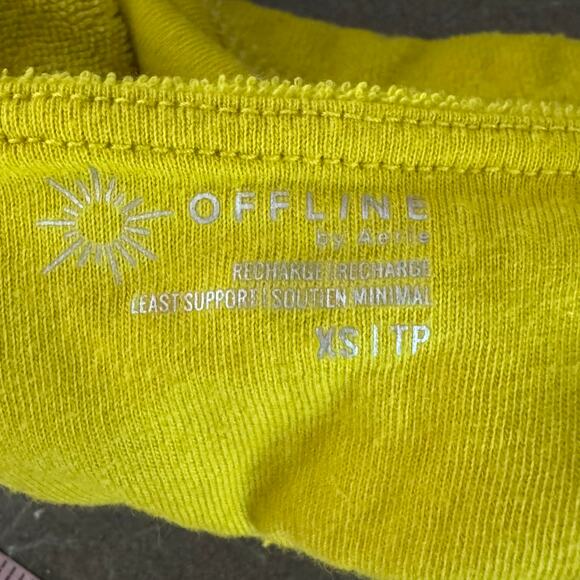 OFFLINE
by Aerie
RECHARGE | RECHARGE
LEAST SUPPORT | SOUTIEN MINIMAL
XS | TP